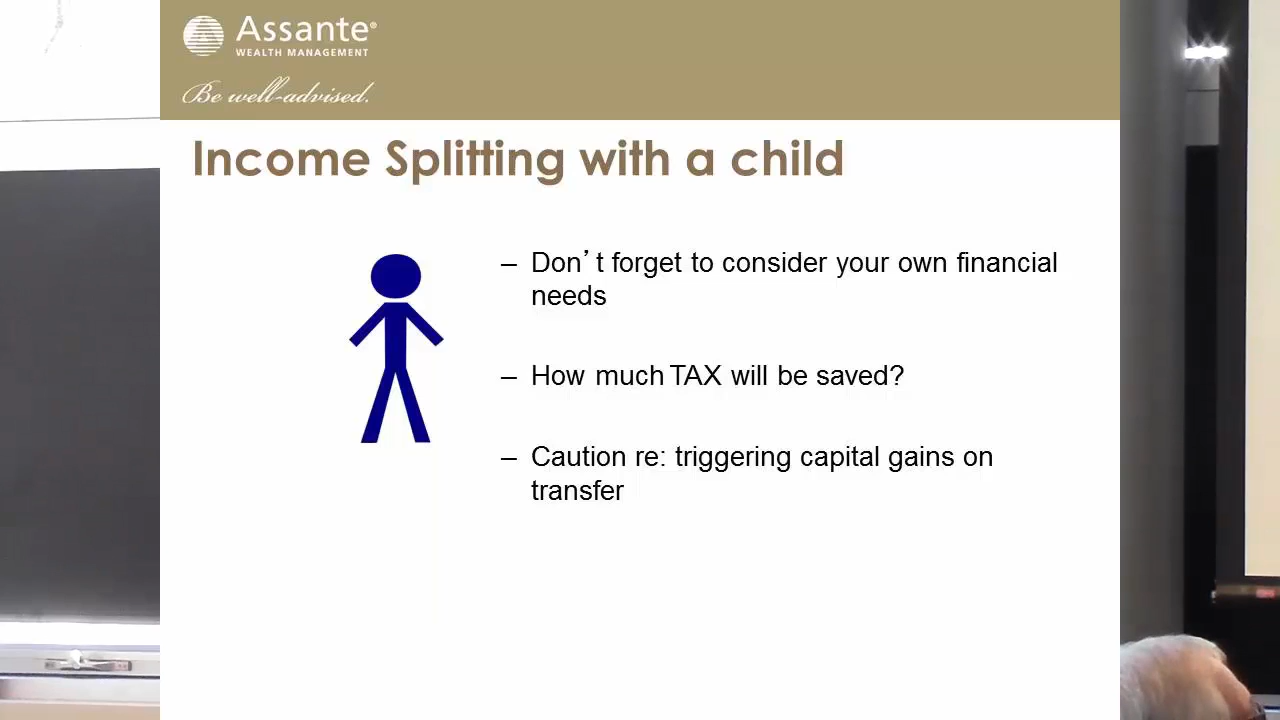 Assante®
WEALTH MANAGEMENT
Be well-advised.
Income Splitting with a child
– Don’t forget to consider your own financial
needs
– How much TAX will be saved?
– Caution re: triggering capital gains on
transfer